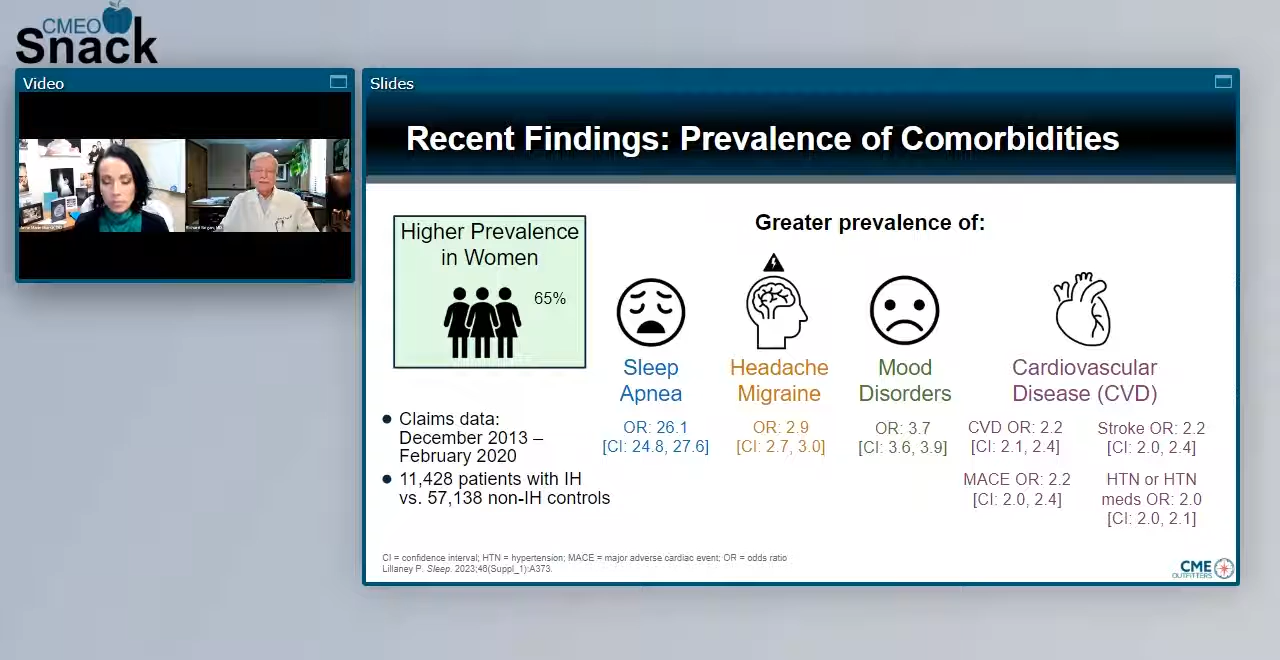 CMEO
Snack
Video
Slides
Recent Findings: Prevalence of Comorbidities
Higher Prevalence
in Women
65%
Claims data:
December 2013 –
February 2020
11,428 patients with IH
vs. 57,138 non-IH controls
Greater prevalence of:
Sleep
Apnea
OR: 26.1
[CI: 24.8, 27.6]
Headache
Migraine
OR: 2.9
[CI: 2.7, 3.0]
Mood
Disorders
OR: 3.7
[CI: 3.6, 3.9]
Cardiovascular
Disease (CVD)
CVD OR: 2.2
[CI: 2.1, 2.4]
Stroke OR: 2.2
[CI: 2.0, 2.4]
MACE OR: 2.2
[CI: 2.0, 2.4]
HTN or HTN
meds OR: 2.0
[CI: 2.0, 2.1]
CI = confidence interval; HTN = hypertension; MACE = major adverse cardiac event; OR = odds ratio
Lillaney P. Sleep. 2023;46(Suppl_1):A373.
CME
OUTFITTERS